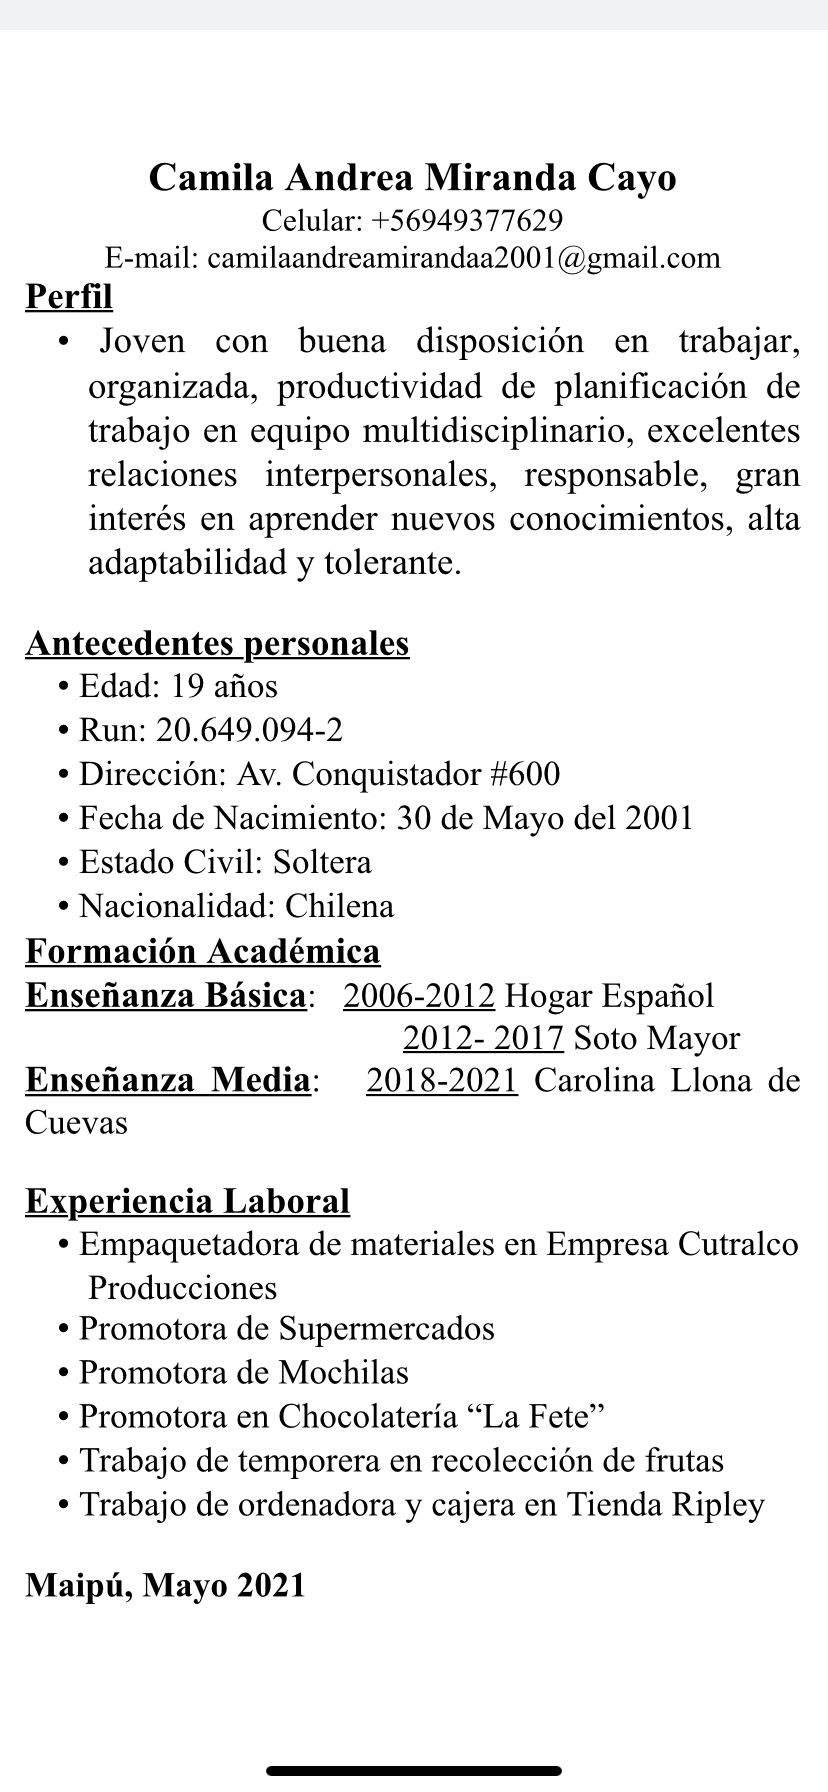 Camila Andrea Miranda Cayo
Celular: +56949377629
E-mail: camilaandreamirandaa2001@gmail.com
Perfil
• Joven con buena disposición en trabajar,
organizada, productividad de planificación de
trabajo en equipo multidisciplinario, excelentes
relaciones interpersonales, responsable, gran
interés en aprender nuevos conocimientos, alta
adaptabilidad y tolerante.
Antecedentes personales
• Edad: 19 años
• Run: 20.649.094-2
• Dirección: Av. Conquistador #600
• Fecha de Nacimiento: 30 de Mayo del 2001
• Estado Civil: Soltera
• Nacionalidad: Chilena
Formación Académica
Enseñanza Básica: 2006-2012 Hogar Español
2012- 2017 Soto Mayor
Enseñanza Media: 2018-2021 Carolina Llona de
Cuevas
Experiencia Laboral
• Empaquetadora de materiales en Empresa Cutralco
Producciones
• Promotora de Supermercados
• Promotora de Mochilas
• Promotora en Chocolatería “La Fete”
• Trabajo de temporera en recolección de frutas
• Trabajo de ordenadora y cajera en Tienda Ripley
Maipú, Mayo 2021